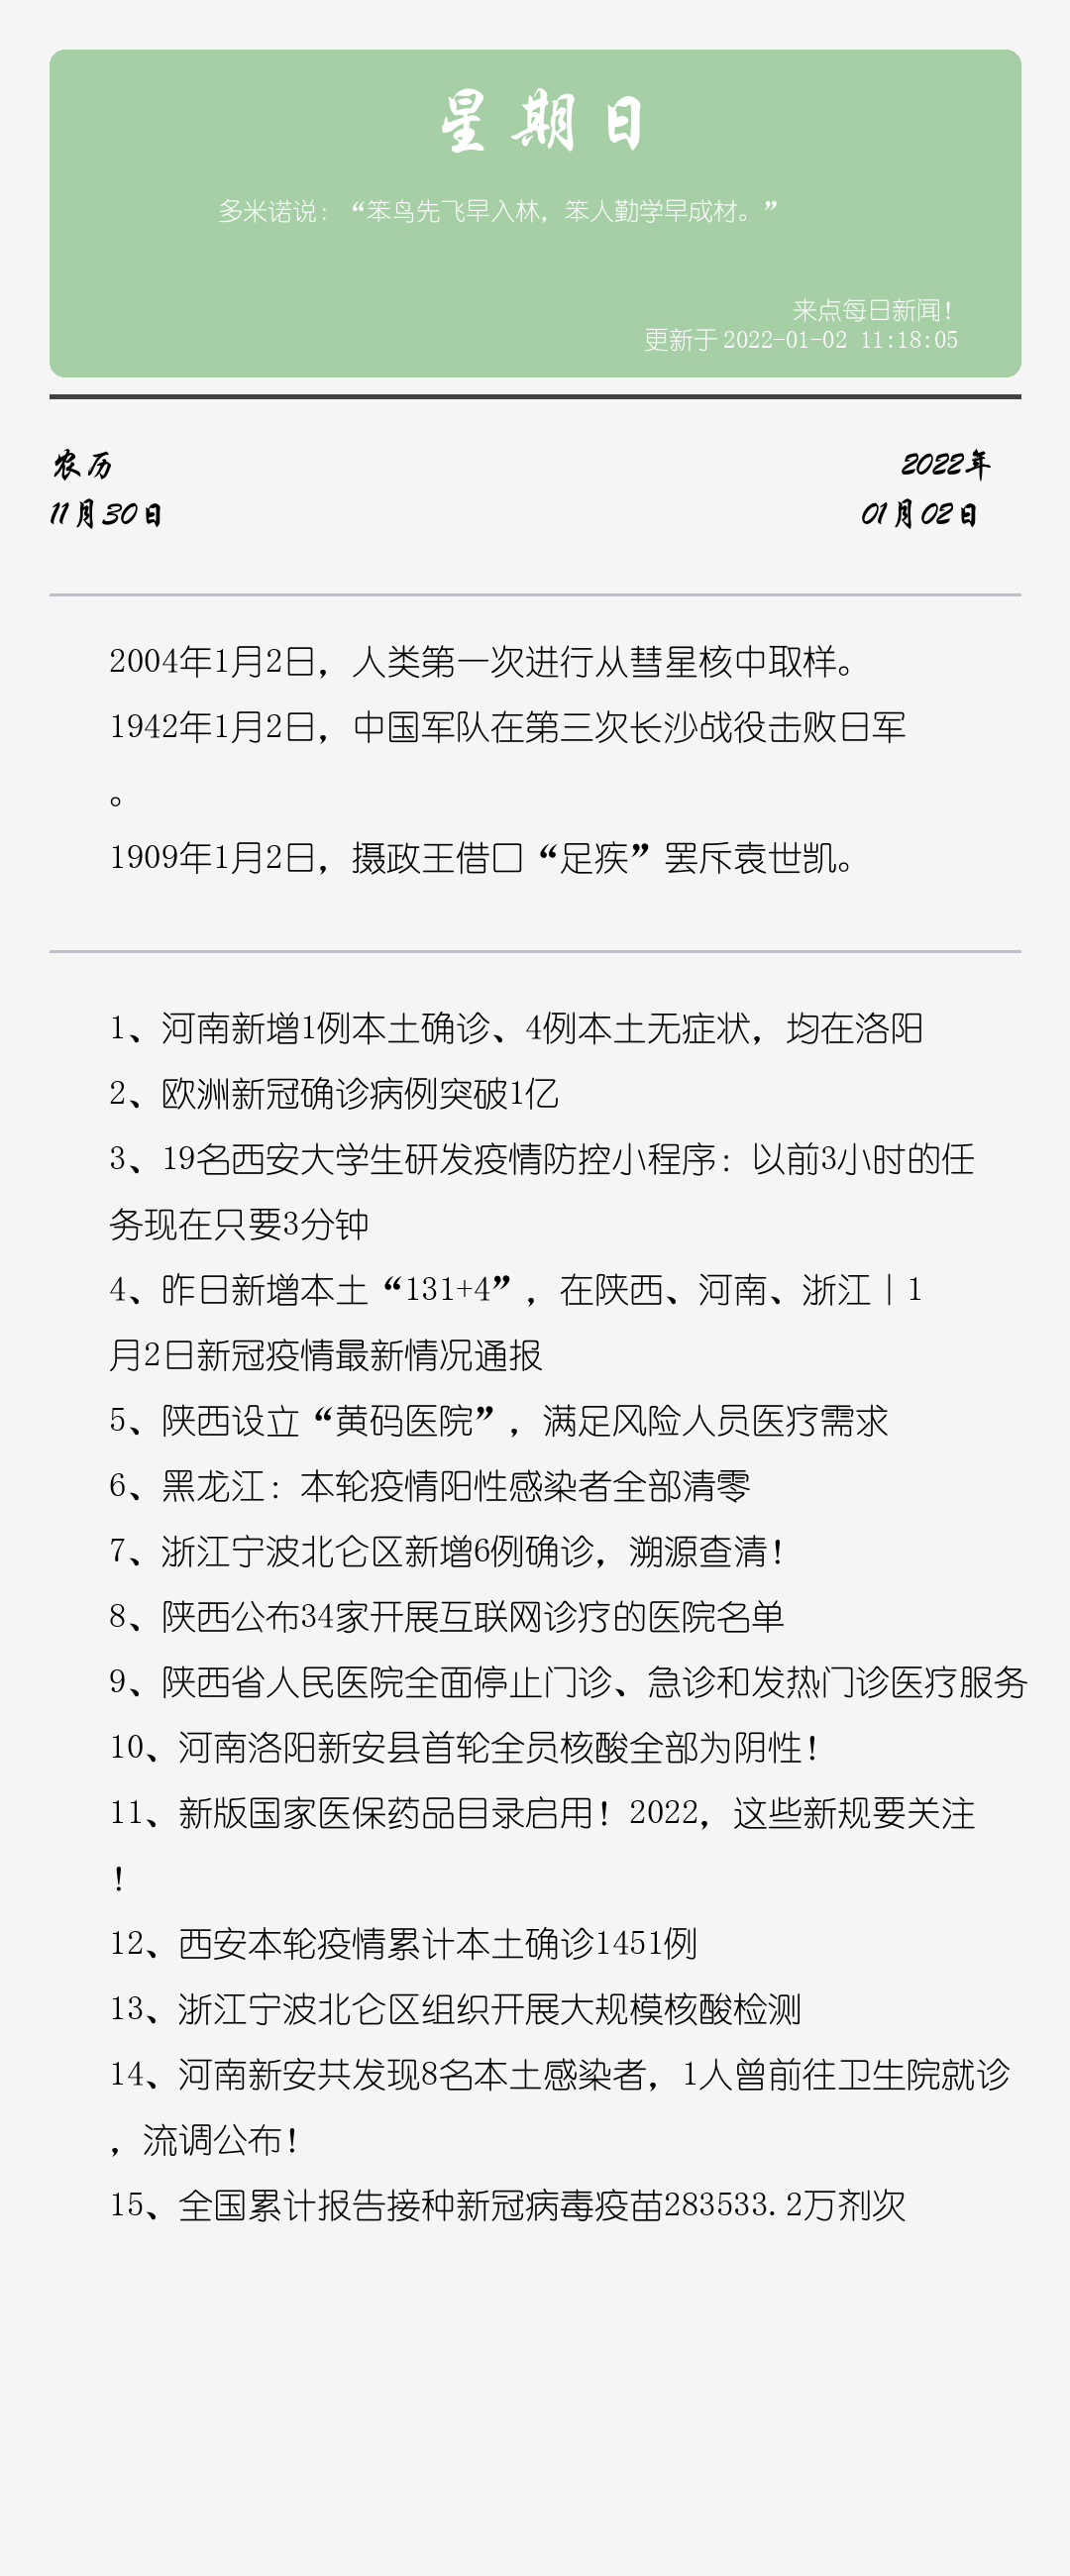 星期日
多米诺说：“笨鸟先飞早入林，笨人勤学早成材。”
来点每日新闻！
更新于 2022-01-02 11:18:05
农历
2022年
11月30日
01月02日
2004年1月2日，人类第一次进行从彗星核中取样。
1942年1月2日，中国军队在第三次长沙战役击败日军
。
1909年1月2日，摄政王借口“足疾”罢斥袁世凯。
1、河南新增1例本土确诊、4例本土无症状，均在洛阳
2、欧洲新冠确诊病例突破1亿
3、19名西安大学生研发疫情防控小程序：以前3小时的任
务现在只要3分钟
4、昨日新增本土“131+4”，在陕西、河南、浙江丨1
月2日新冠疫情最新情况通报
5、陕西设立“黄码医院”，满足风险人员医疗需求
6、黑龙江：本轮疫情阳性感染者全部清零
7、浙江宁波北仑区新增6例确诊，溯源查清！
8、陕西公布34家开展互联网诊疗的医院名单
9、陕西省人民医院全面停止门诊、急诊和发热门诊医疗服务
10、河南洛阳新安县首轮全员核酸全部为阴性！
11、新版国家医保药品目录启用！2022，这些新规要关注
！
12、西安本轮疫情累计本土确诊1451例
13、浙江宁波北仑区组织开展大规模核酸检测
14、河南新安共发现8名本土感染者，1人曾前往卫生院就诊
，流调公布！
15、全国累计报告接种新冠病毒疫苗283533.2万剂次